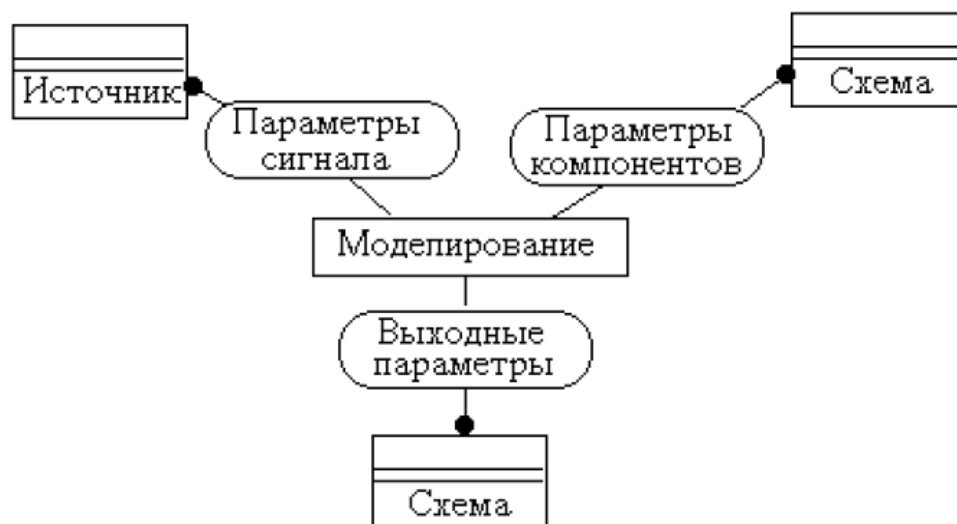 Источник
Схема
Параметры
сигнала
Параметры
компонентов
Моделирование
Выходные
параметры
Схема